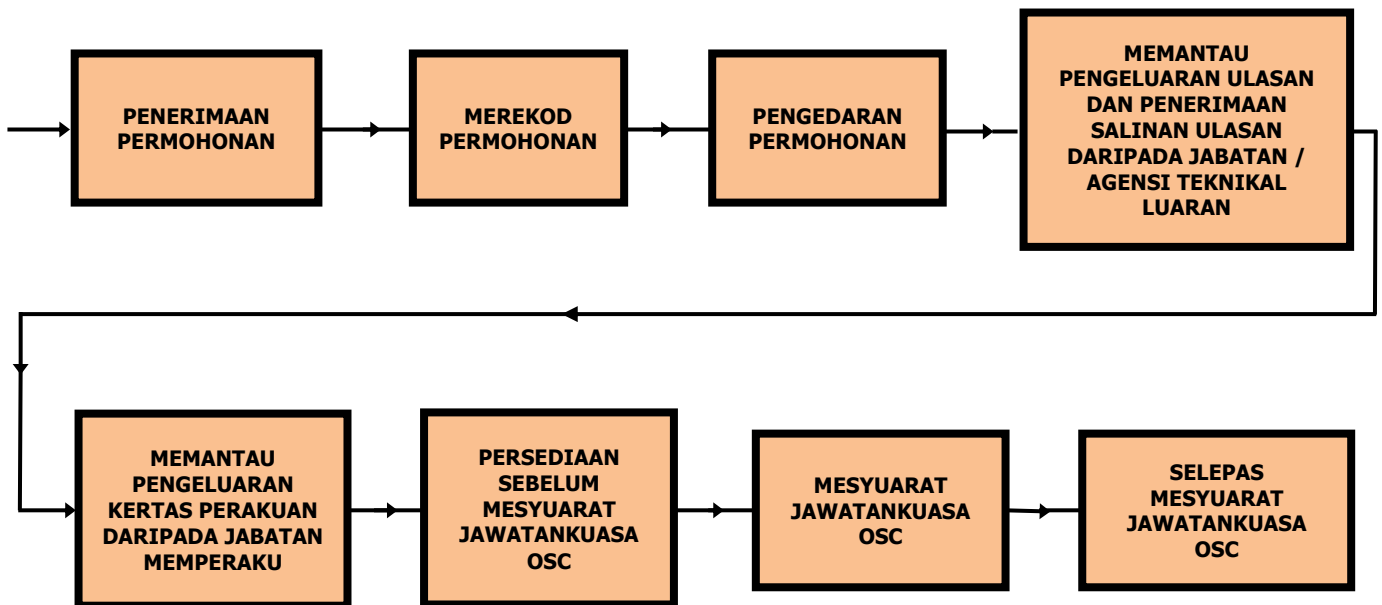 PENERIMAAN
PERMOHONAN
MEREKOD
PERMOHONAN
PENGEDARAN
PERMOHONAN
MEMANTAU
PENGELUARAN ULASAN
DAN PENERIMAAN
SALINAN ULASAN
DARIPADA JABATAN /
AGENSI TEKNIKAL
LUARAN
MEMANTAU
PENGELUARAN
KERTAS PERAKUAN
DARIPADA JABATAN
MEMPERAKU
PERSEDIAAN
SEBELUM
MESYUARAT
JAWATANKUASA
OSC
MESYUARAT
JAWATANKUASA
OSC
SELEPAS
MESYUARAT
JAWATANKUASA
OSC